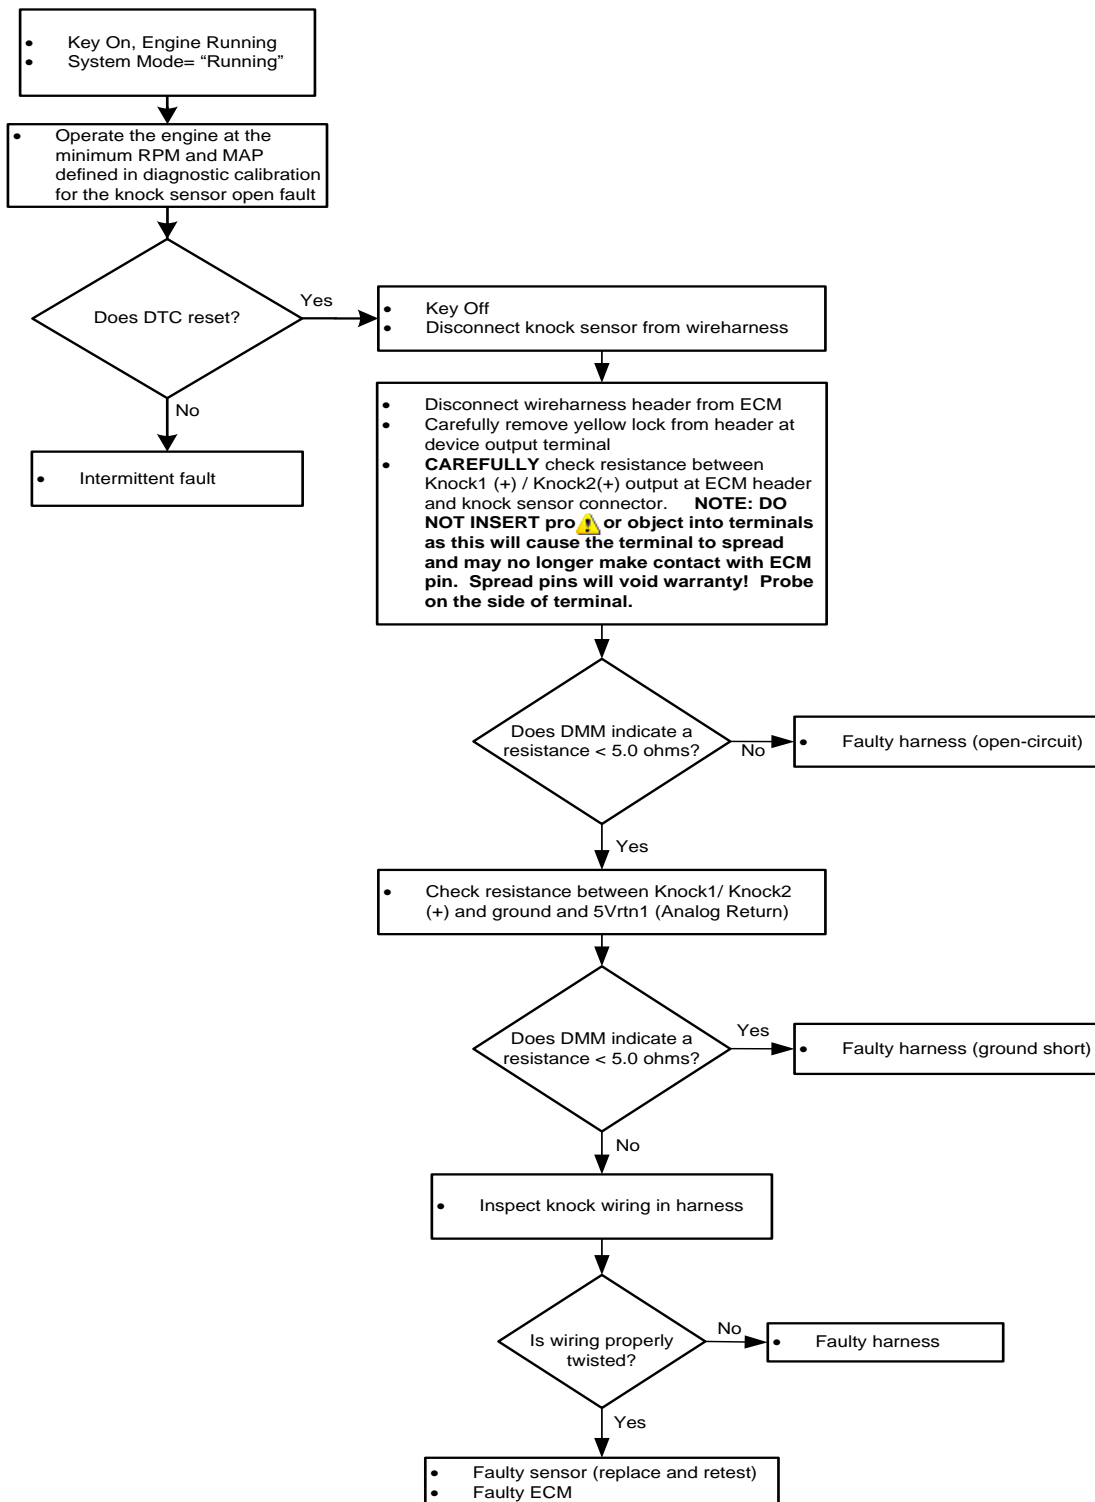 • Key On, Engine Running
• System Mode= “Running”
• Operate the engine at the
minimum RPM and MAP
defined in diagnostic calibration
for the knock sensor open fault
Does DTC reset?
Yes
No
• Intermittent fault
• Key Off
• Disconnect knock sensor from wireharness
• Disconnect wireharness header from ECM
• Carefully remove yellow lock from header at
device output terminal
• CAREFULLY check resistance between
Knock1 (+) / Knock2(+) output at ECM header
and knock sensor connector. NOTE: DO
NOT INSERT pro or object into terminals
as this will cause the terminal to spread
and may no longer make contact with ECM
pin. Spread pins will void warranty! Probe
on the side of terminal.
Does DMM indicate a
resistance < 5.0 ohms?
No
• Faulty harness (open-circuit)
Yes
• Check resistance between Knock1/ Knock2
(+) and ground and 5Vrtn1 (Analog Return)
Does DMM indicate a
resistance < 5.0 ohms?
Yes
• Faulty harness (ground short)
No
• Inspect knock wiring in harness
Is wiring properly
twisted?
No
• Faulty harness
Yes
• Faulty sensor (replace and retest)
• Faulty ECM